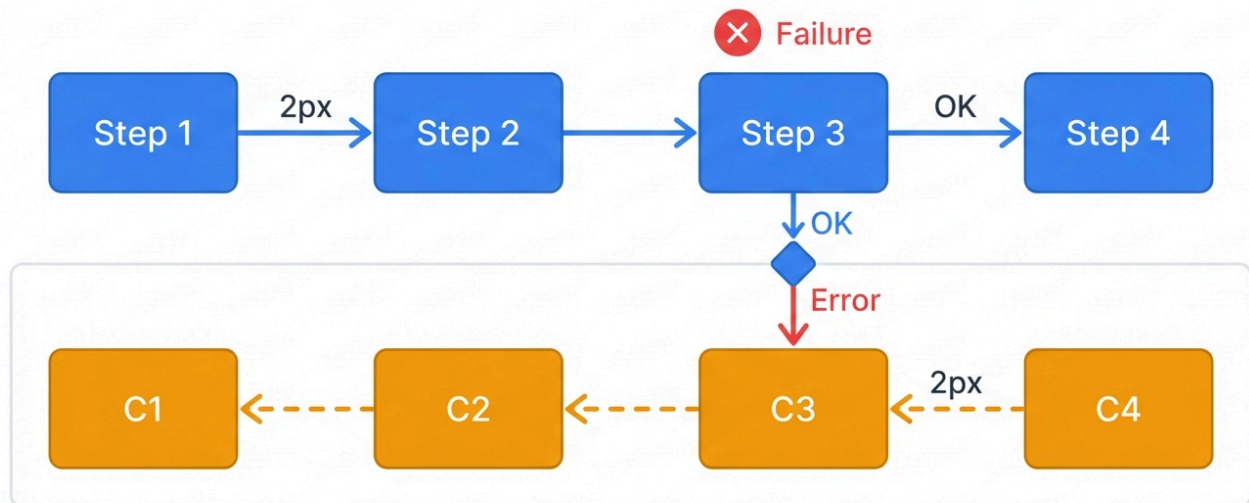 Failure
Step 1
2px
Step 2
Step 3
OK
Step 4
OK
Error
C1
C2
C3
2px
C4